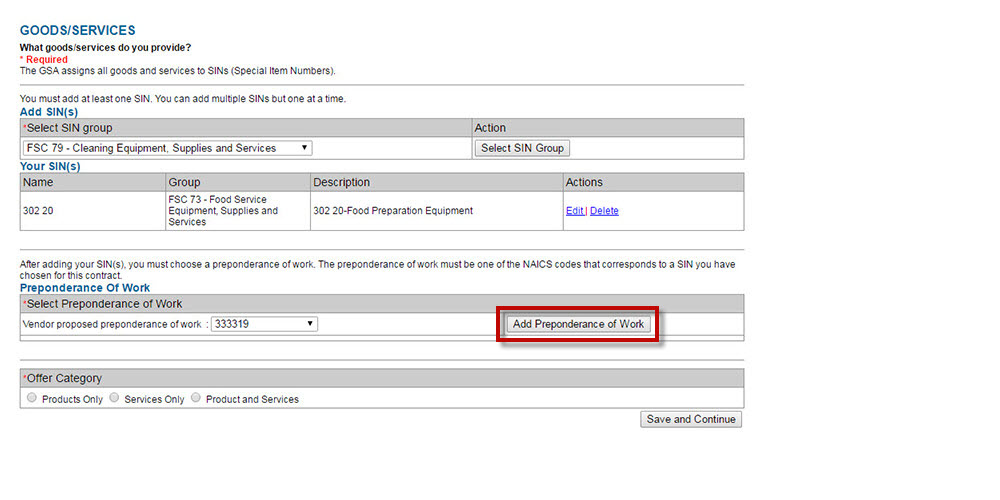 GOODS/SERVICES
What goods/services do you provide?
* Required
The GSA assigns all goods and services to SINs (Special Item Numbers).
You must add at least one SIN. You can add multiple SINs but one at a time.
Add SIN(s)
*Select SIN group Action
FSC 79 - Cleaning Equipment, Supplies and Services Select SIN Group
Your SIN(s)
Name Group Description Actions
302 20 FSC 73 - Food Service
Equipment, Supplies and
Services 302 20-Food Preparation Equipment Edit | Delete
After adding your SIN(s), you must choose a preponderance of work. The preponderance of work must be one of the NAICS codes that corresponds to a SIN you have
chosen for this contract.
Preponderance Of Work
*Select Preponderance of Work
Vendor proposed preponderance of work : 333319 Add Preponderance of Work
*Offer Category
Products Only Services Only Product and Services
Save and Continue